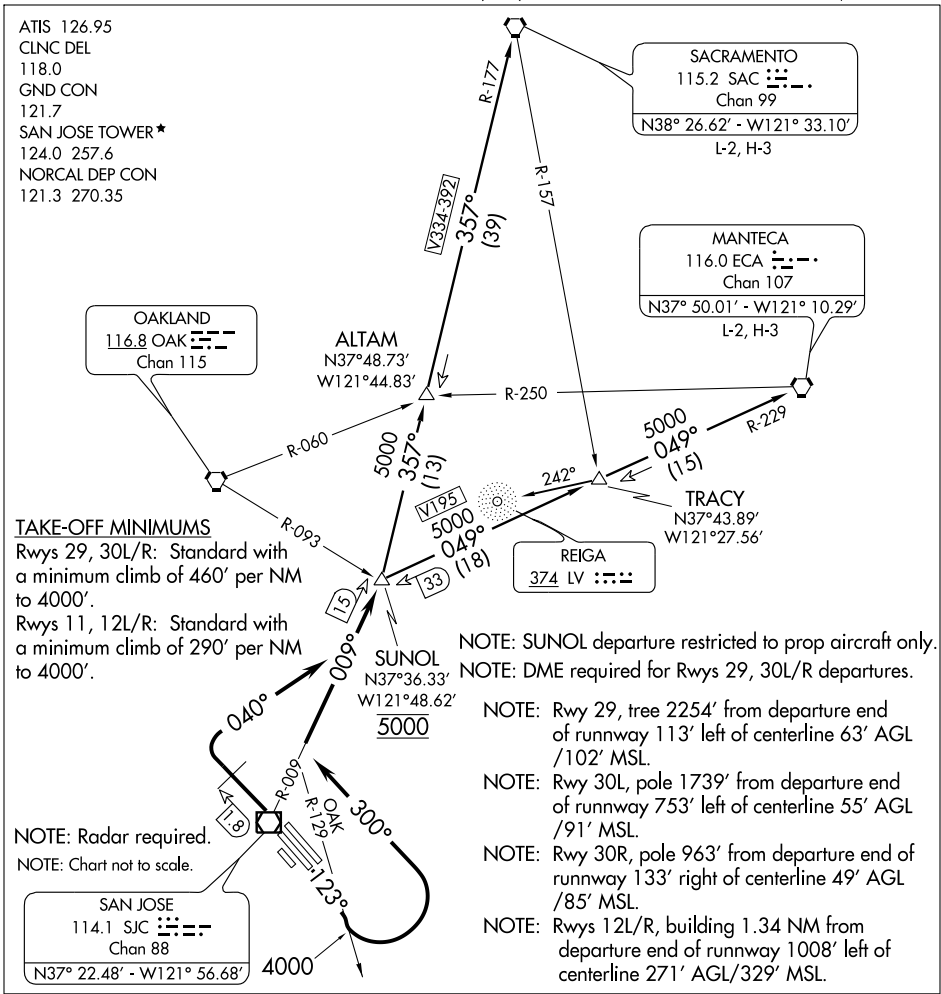 ATIS 126.95
CLNC DEL
118.0
GND CON
121.7
SAN JOSE TOWER★
124.0 257.6
NORCAL DEP CON
121.3 270.35
SACRAMENTO
115.2 SAC
Chan 99
N38° 26.62' - W121° 33.10'
L-2, H-3
R-177
R-157
V334-392
357°
(39)
MANTECA
116.0 ECA
Chan 107
N37° 50.01' - W121° 10.29'
L-2, H-3
OAKLAND
116.8 OAK
Chan 115
ALTAM
N37°48.73'
W121°44.83'
R-250
R-060
R-229
5000
357°
(13)
5000
049°
(15)
242°
TRACY
N37°43.89'
W121°27.56'
V195
5000
049°
(18)
R-093
REIGA
374 LV
TAKE-OFF MINIMUMS
Rwys 29, 30L/R: Standard with
a minimum climb of 460' per NM
to 4000'.
Rwys 11, 12L/R: Standard with
a minimum climb of 290' per NM
to 4000'.
15
33
SUNOL
N37°36.33'
W121°48.62'
5000
009°
040°
NOTE: SUNOL departure restricted to prop aircraft only.
NOTE: DME required for Rwys 29, 30L/R departures.
NOTE: Rwy 29, tree 2254' from departure end
of runnway 113' left of centerline 63' AGL
/102' MSL.
NOTE: Rwy 30L, pole 1739' from departure end
of runnway 753' left of centerline 55' AGL
/91' MSL.
NOTE: Rwy 30R, pole 963' from departure end of
runnway 133' right of centerline 49' AGL
/85' MSL.
NOTE: Rwys 12L/R, building 1.34 NM from
departure end of runnway 1008' left of
centerline 271' AGL/329' MSL.
R-009
OAK
R-129
300°
1.8
123°
4000
NOTE: Radar required.
NOTE: Chart not to scale.
SAN JOSE
114.1 SJC
Chan 88
N37° 22.48' - W121° 56.68'